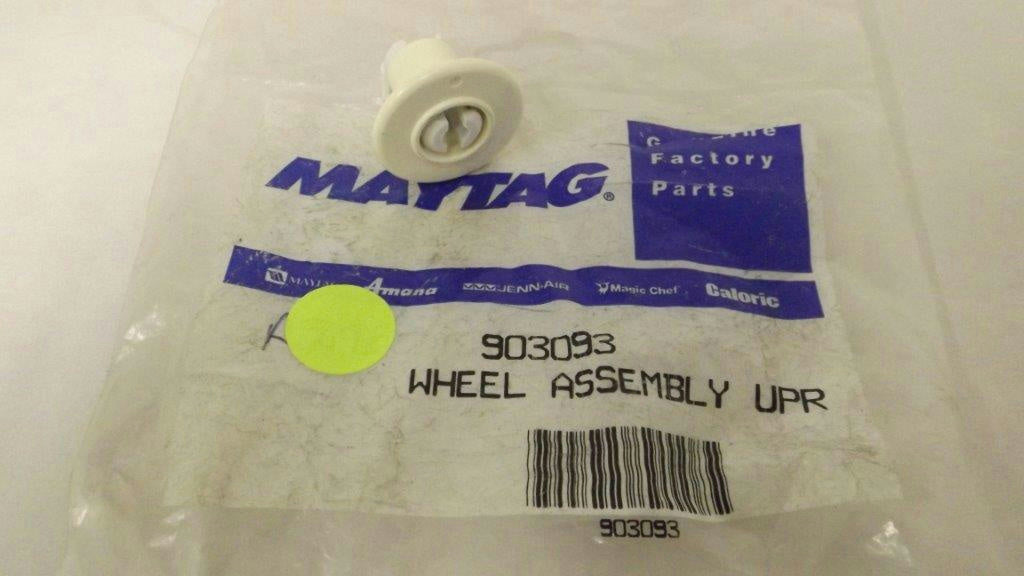 MAYTAG®
Factory
Parts
Amana
JENN-AIR
Magic Chef
Caloric
903093
WHEEL ASSEMBLY UPR
903093